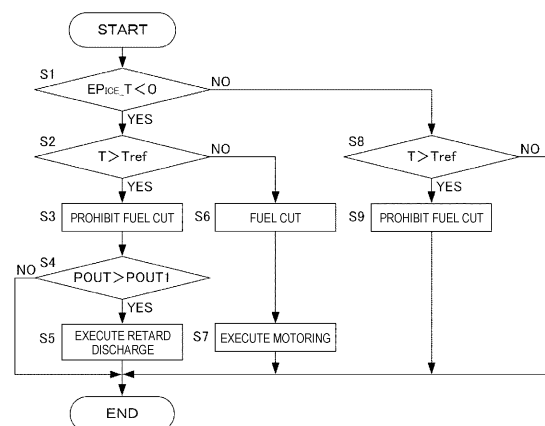 START
S1
EPICE_T<0
NO
YES
S2
T>Tref
NO
YES
S8
T>Tref
NO
YES
S3
PROHIBIT FUEL CUT
S6
FUEL CUT
S9
PROHIBIT FUEL CUT
S4
NO
POUT>POUT1
YES
S5
EXECUTE RETARD
DISCHARGE
S7
EXECUTE MOTORING
END